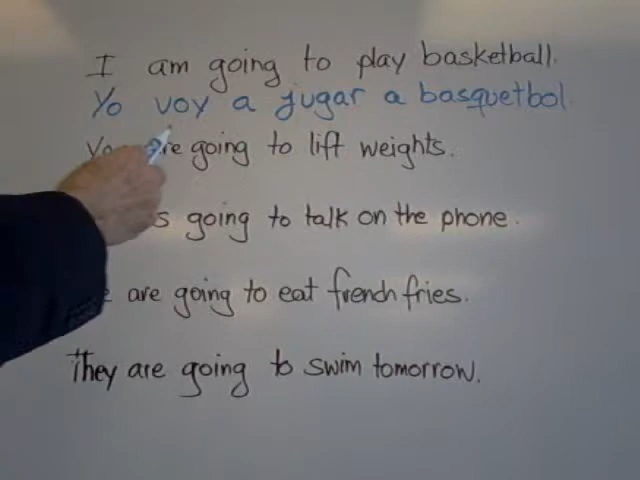 I am going to play basketball.
Yo voy a jugar a basquetbol
going to lift weights.
going to talk on the phone.
are going to eat french fries.
They are going to swim tomorrow.